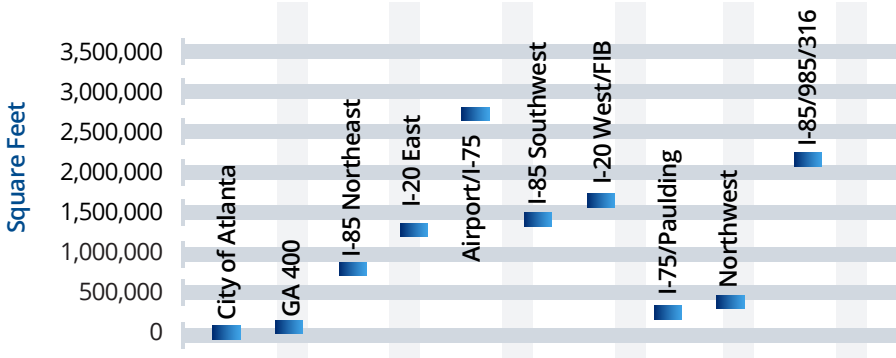 Square Feet
3,500,000
3,000,000
2,500,000
2,000,000
1,500,000
1,000,000
500,000
0
City of Atlanta
GA 400
I-85 Northeast
I-20 East
Airport/I-75
I-85 Southwest
I-20 West/FIB
I-75/Paulding
Northwest
I-85/985/316